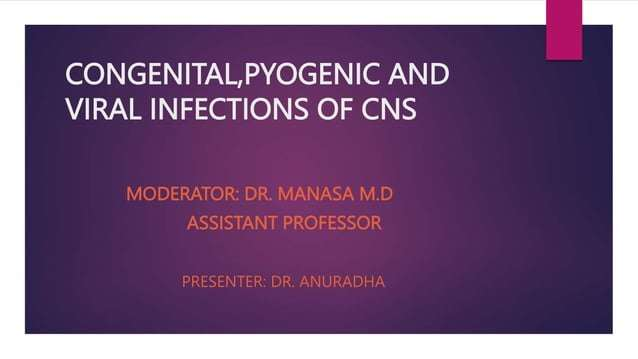 CONGENITAL,PYOGENIC AND
VIRAL INFECTIONS OF CNS
MODERATOR: DR. MANASA M.D
ASSISTANT PROFESSOR
PRESENTER: DR. ANURADHA